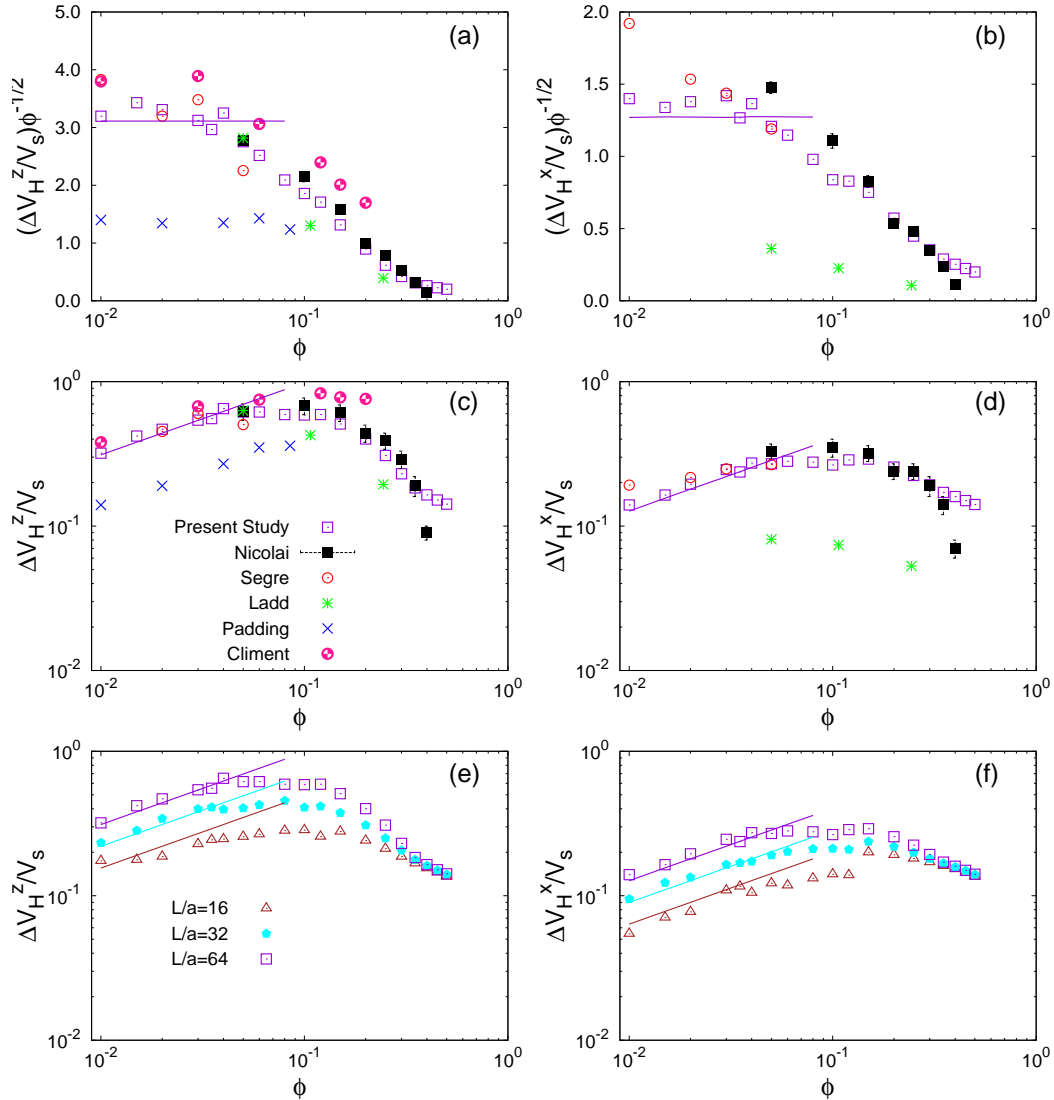 (a)
5.0
4.0
3.0
2.0
1.0
0.0
(ΔV_H^z/V_s)ϕ^{-1/2}
10^{-2} 10^{-1} 10^0
ϕ
(b)
2.0
1.5
1.0
0.5
0.0
(ΔV_H^x/V_s)ϕ^{-1/2}
10^{-2} 10^{-1} 10^0
ϕ
(c)
10^0
10^{-1}
10^{-2}
ΔV_H^z/V_s
Present Study
Nicolai
Segre
Ladd
Padding
Climent
10^{-2} 10^{-1} 10^0
ϕ
(d)
10^0
10^{-1}
10^{-2}
ΔV_H^x/V_s
10^{-2} 10^{-1} 10^0
ϕ
(e)
10^0
10^{-1}
10^{-2}
ΔV_H^z/V_s
L/a=16
L/a=32
L/a=64
10^{-2} 10^{-1} 10^0
ϕ
(f)
10^0
10^{-1}
10^{-2}
ΔV_H^x/V_s
10^{-2} 10^{-1} 10^0
ϕ